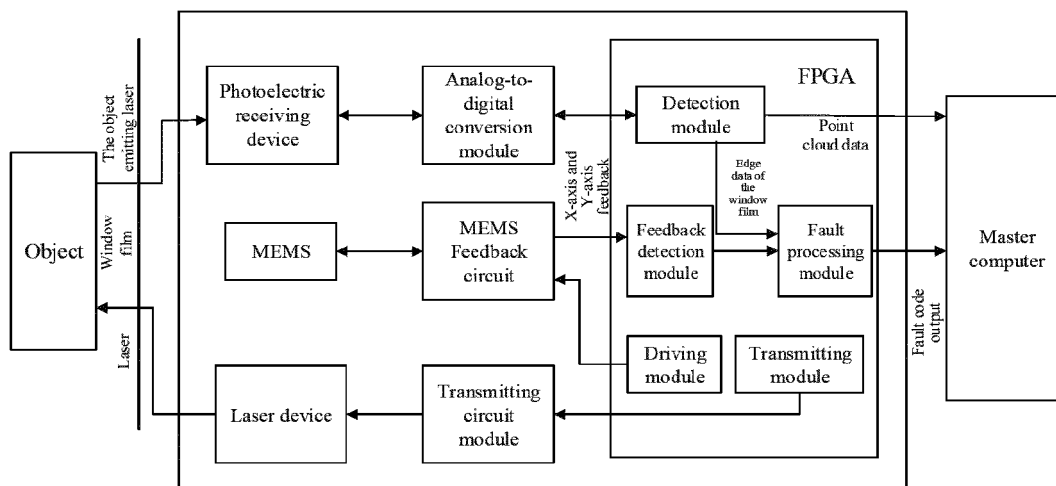 Object
The object
emitting laser
Window
film
Laser
Photoelectric
receiving
device
Analog-to-
digital
conversion
module
FPGA
Detection
module
Point
cloud data
Edge
data of
the
window
film
X-axis and
Y-axis
feedback
MEMS
MEMS
Feedback
circuit
Feedback
detection
module
Fault
processing
module
Master
computer
Fault code
output
Driving
module
Transmitting
module
Laser device
Transmitting
circuit
module